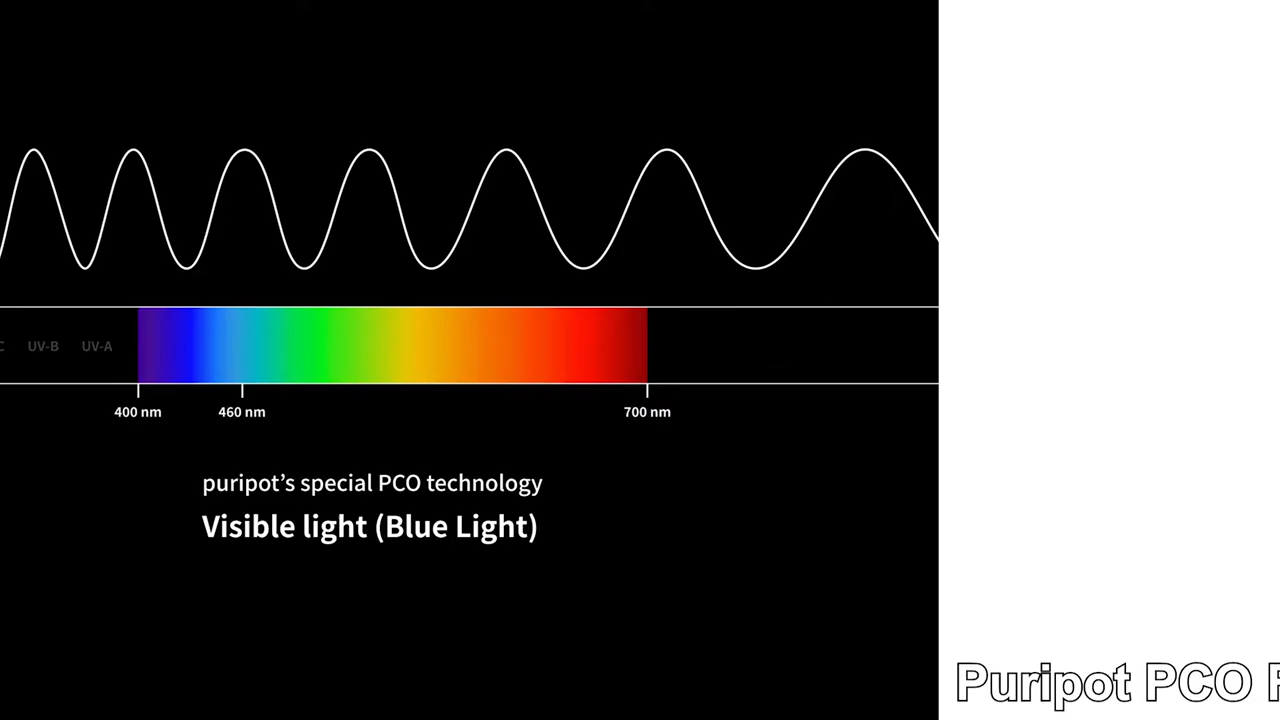 UV-B UV-A
400 nm 460 nm 700 nm
puripot’s special PCO technology
Visible light (Blue Light)
Puripot PCO